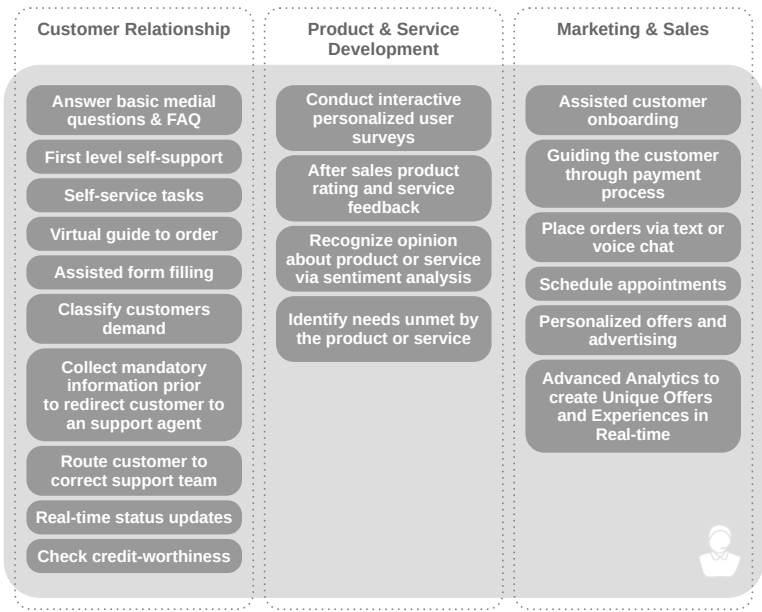 Customer Relationship
Answer basic medial
questions & FAQ
First level self-support
Self-service tasks
Virtual guide to order
Assisted form filling
Classify customers
demand
Collect mandatory
information prior
to redirect customer to
an support agent
Route customer to
correct support team
Real-time status updates
Check credit-worthiness
Product & Service
Development
Conduct interactive
personalized user
surveys
After sales product
rating and service
feedback
Recognize opinion
about product or service
via sentiment analysis
Identify needs unmet by
the product or service
Marketing & Sales
Assisted customer
onboarding
Guiding the customer
through payment
process
Place orders via text or
voice chat
Schedule appointments
Personalized offers and
advertising
Advanced Analytics to
create Unique Offers
and Experiences in
Real-time